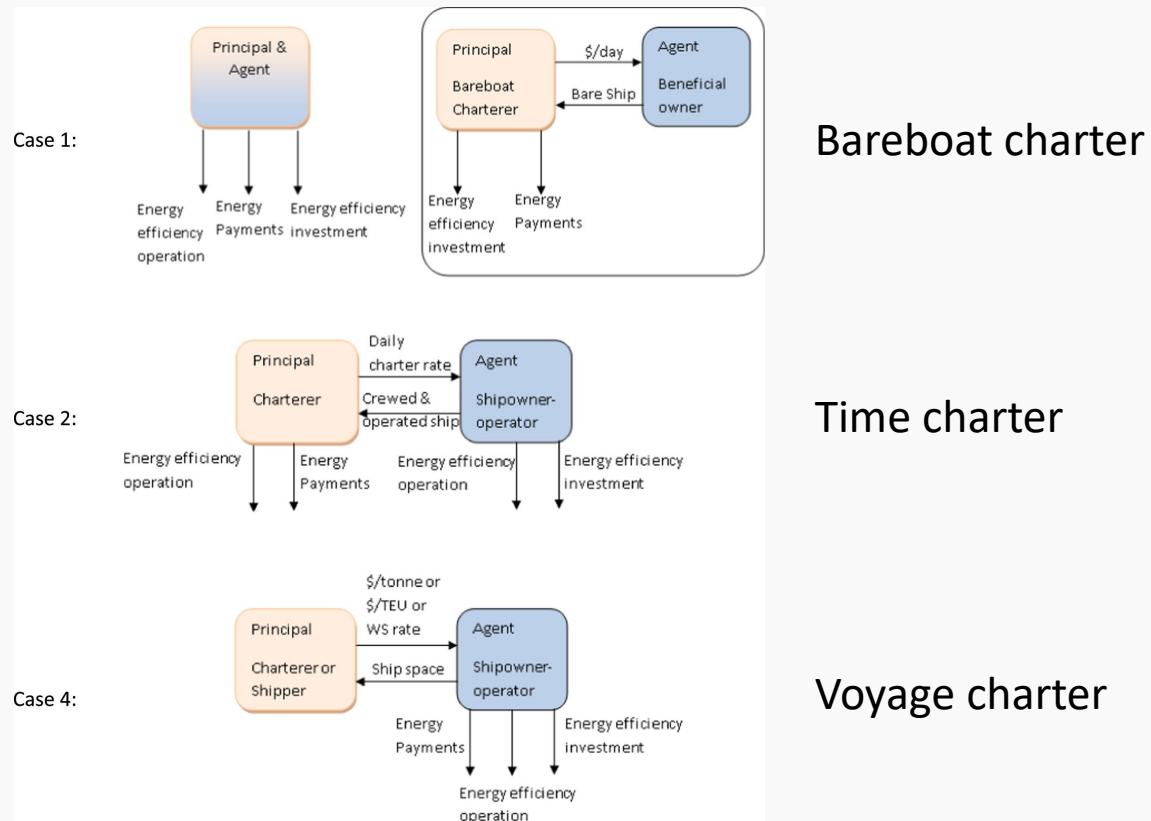 Case 1:
Principal &
Agent
Energy
efficiency
operation
Energy
Payments
Energy efficiency
investment
Principal
Bareboat
Charterer
$/day
Bare Ship
Agent
Beneficial
owner
Energy
efficiency
investment
Energy
Payments
Bareboat charter
Case 2:
Principal
Charterer
Daily
charter rate
Crewed &
operated ship
Agent
Shipowner-
operator
Energy efficiency
operation
Energy
Payments
Energy efficiency
operation
Energy efficiency
investment
Time charter
Case 4:
Principal
Charterer or
Shipper
$/tonne or
$/TEU or
WS rate
Ship space
Agent
Shipowner-
operator
Energy
Payments
Energy efficiency
operation
Energy efficiency
investment
Voyage charter